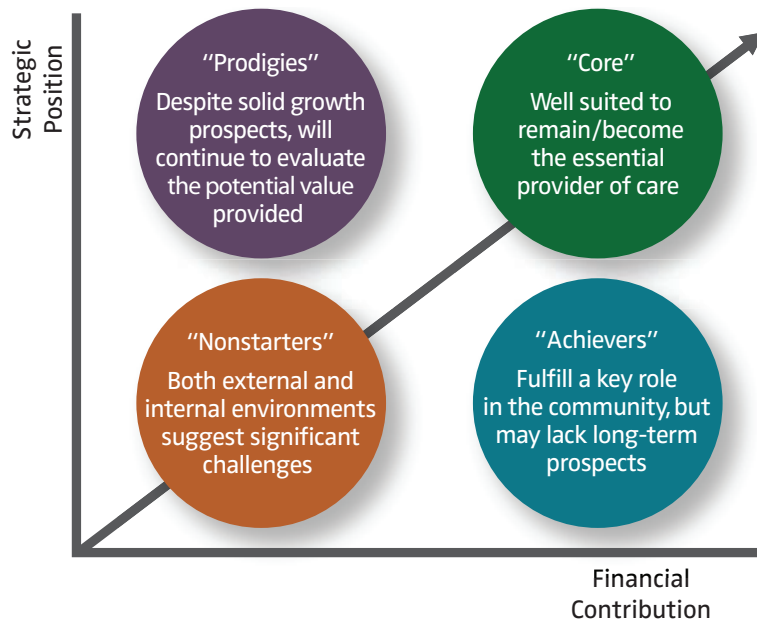 Strategic
Position
“Prodigies”
Despite solid growth
prospects, will
continue to evaluate
the potential value
provided
“Core”
Well suited to
remain/become
the essential
provider of care
“Nonstarters”
Both external and
internal environments
suggest significant
challenges
“Achievers”
Fulfill a key role
in the community, but
may lack long-term
prospects
Financial
Contribution